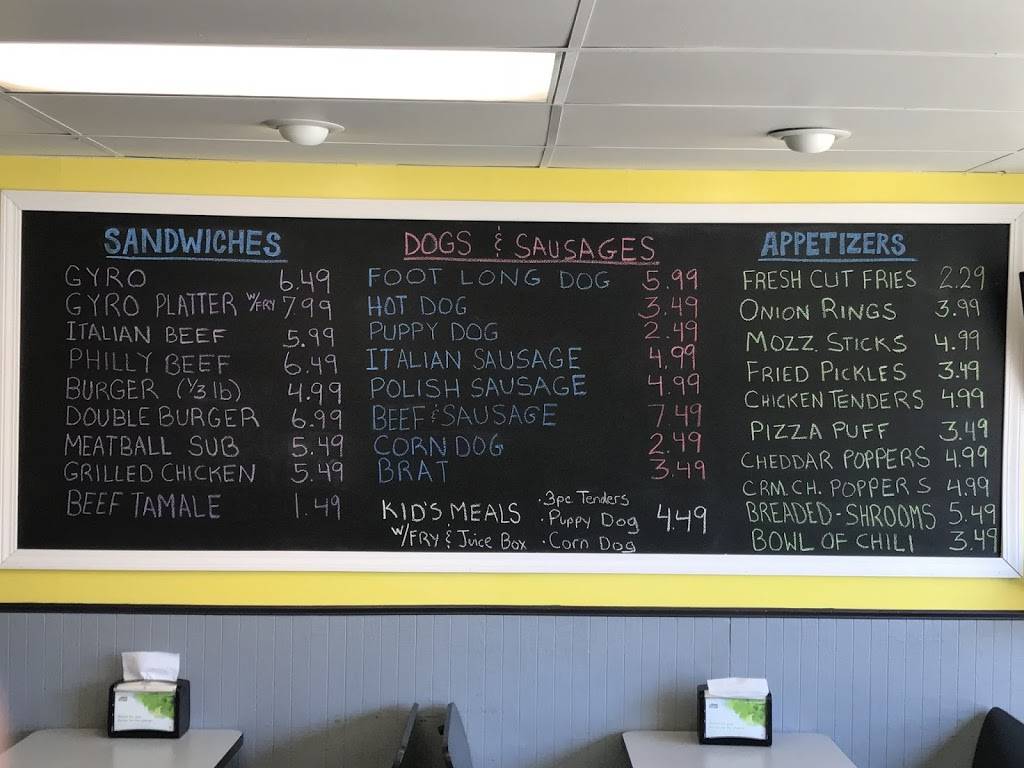 SANDWICHES
GYRO 6.49
GYRO PLATTER W/FRY 7.99
ITALIAN BEEF 5.99
PHILLY BEEF 6.49
BURGER (1/3 lb) 4.99
DOUBLE BURGER 6.99
MEATBALL SUB 5.49
GRILLED CHICKEN 5.49
BEEF TAMALE 1.49
DOGS & SAUSAGES
FOOT LONG DOG 5.99
HOT DOG 3.49
PUPPY DOG 2.49
ITALIAN SAUSAGE 4.99
POLISH SAUSAGE 4.99
BEEF & SAUSAGE 7.49
CORN DOG 2.49
BRAT 3.49
KID'S MEALS 4.49
W/FRY & Juice Box
· 3pc Tenders
· Puppy Dog
· Corn Dog
APPETIZERS
FRESH CUT FRIES 2.29
ONION RINGS 3.99
MOZZ. STICKS 4.99
FRIED PICKLES 3.49
CHICKEN TENDERS 4.99
PIZZA PUFF 3.49
CHEDDAR POPPERS 4.99
CRM.CH. POPPERS 4.99
BREADED-SHROOMS 5.49
BOWL OF CHILI 3.49